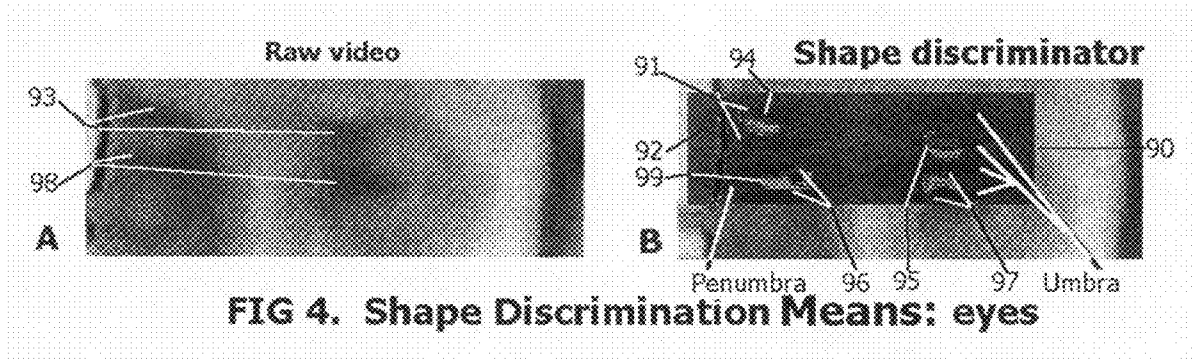 Raw video
Shape discriminator
93
98
A
91
94
92
99
90
B
Penumbra
96
95
97
Umbra
FIG 4. Shape Discrimination Means: eyes